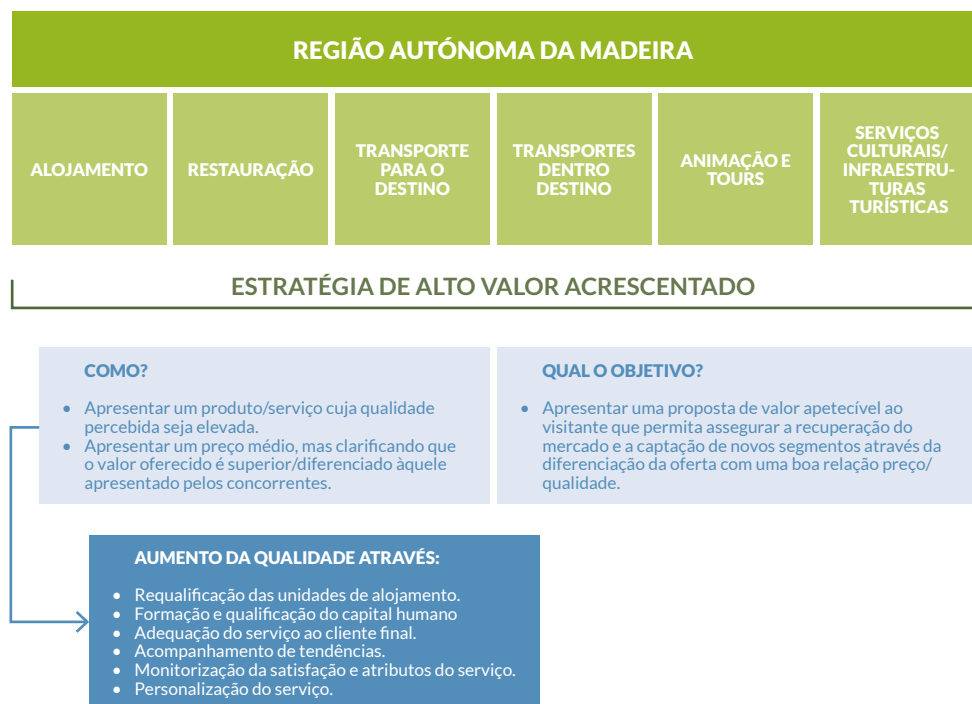 REGIÃO AUTÓNOMA DA MADEIRA
ALOJAMENTO
RESTAURAÇÃO
TRANSPORTE
PARA O
DESTINO
TRANSPORTES
DENTRO
DESTINO
ANIMAÇÃO E
TOURS
SERVIÇOS
CULTURAIS/
INFRAESTRU-
TURAS
TURÍSTICAS
ESTRATÉGIA DE ALTO VALOR ACRESCENTADO
COMO?
• Apresentar um produto/serviço cuja qualidade
percebida seja elevada.
• Apresentar um preço médio, mas clarificando que
o valor oferecido é superior/diferenciado àquele
apresentado pelos concorrentes.
QUAL O OBJETIVO?
• Apresentar uma proposta de valor apetecível ao
visitante que permita assegurar a recuperação do
mercado e a captação de novos segmentos através da
diferenciação da oferta com uma boa relação preço/
qualidade.
AUMENTO DA QUALIDADE ATRAVÉS:
• Requalificação das unidades de alojamento.
• Formação e qualificação do capital humano
• Adequação do serviço ao cliente final.
• Acompanhamento de tendências.
• Monitorização da satisfação e atributos do serviço.
• Personalização do serviço.